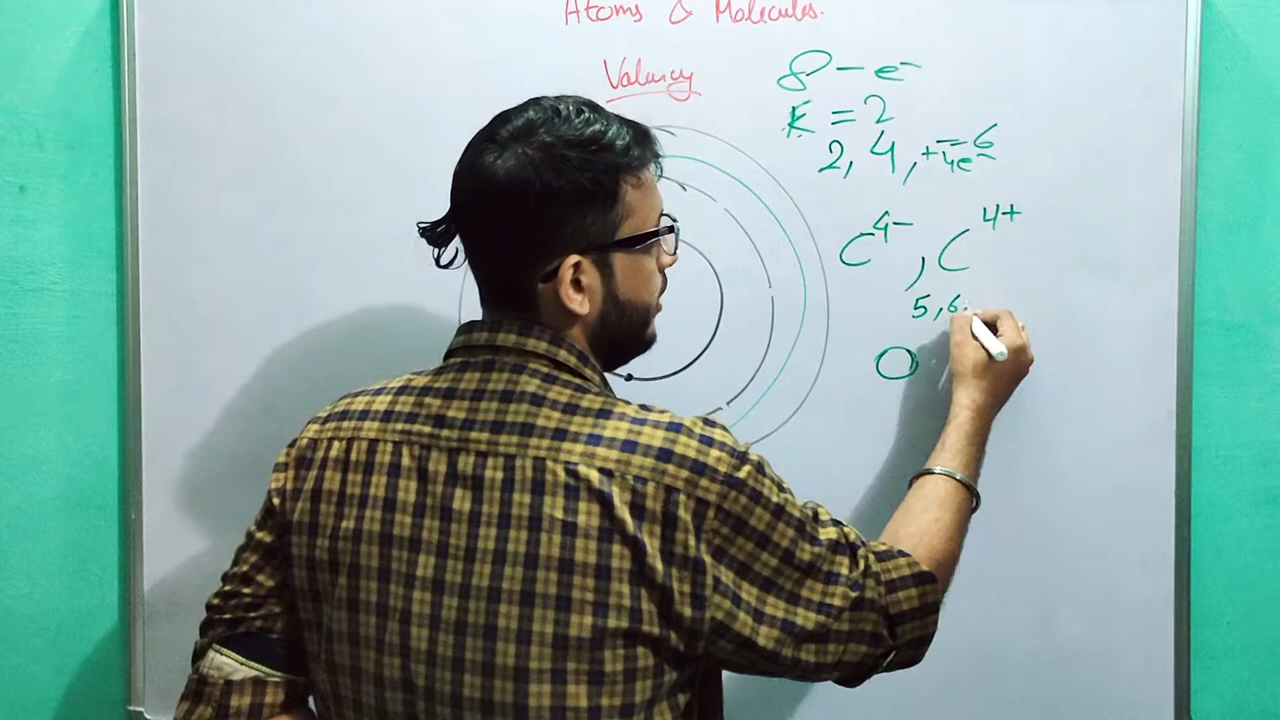 Atoms & Molecules.
Valency
8 – e⁻
K = 2
2, 4, +4e⁻ = 6
C⁴⁻, C⁴⁺
5, 6
O